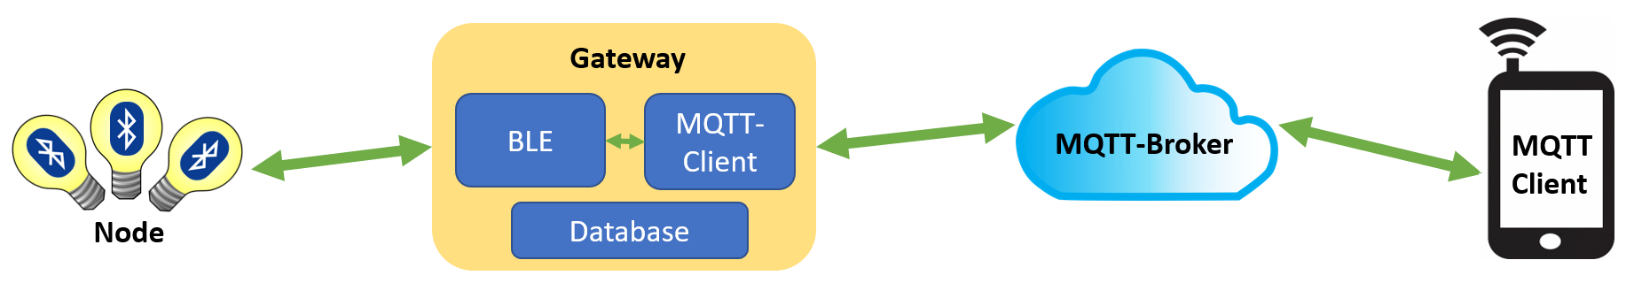 Node
Gateway
BLE
MQTT-
Client
Database
MQTT-Broker
MQTT
Client